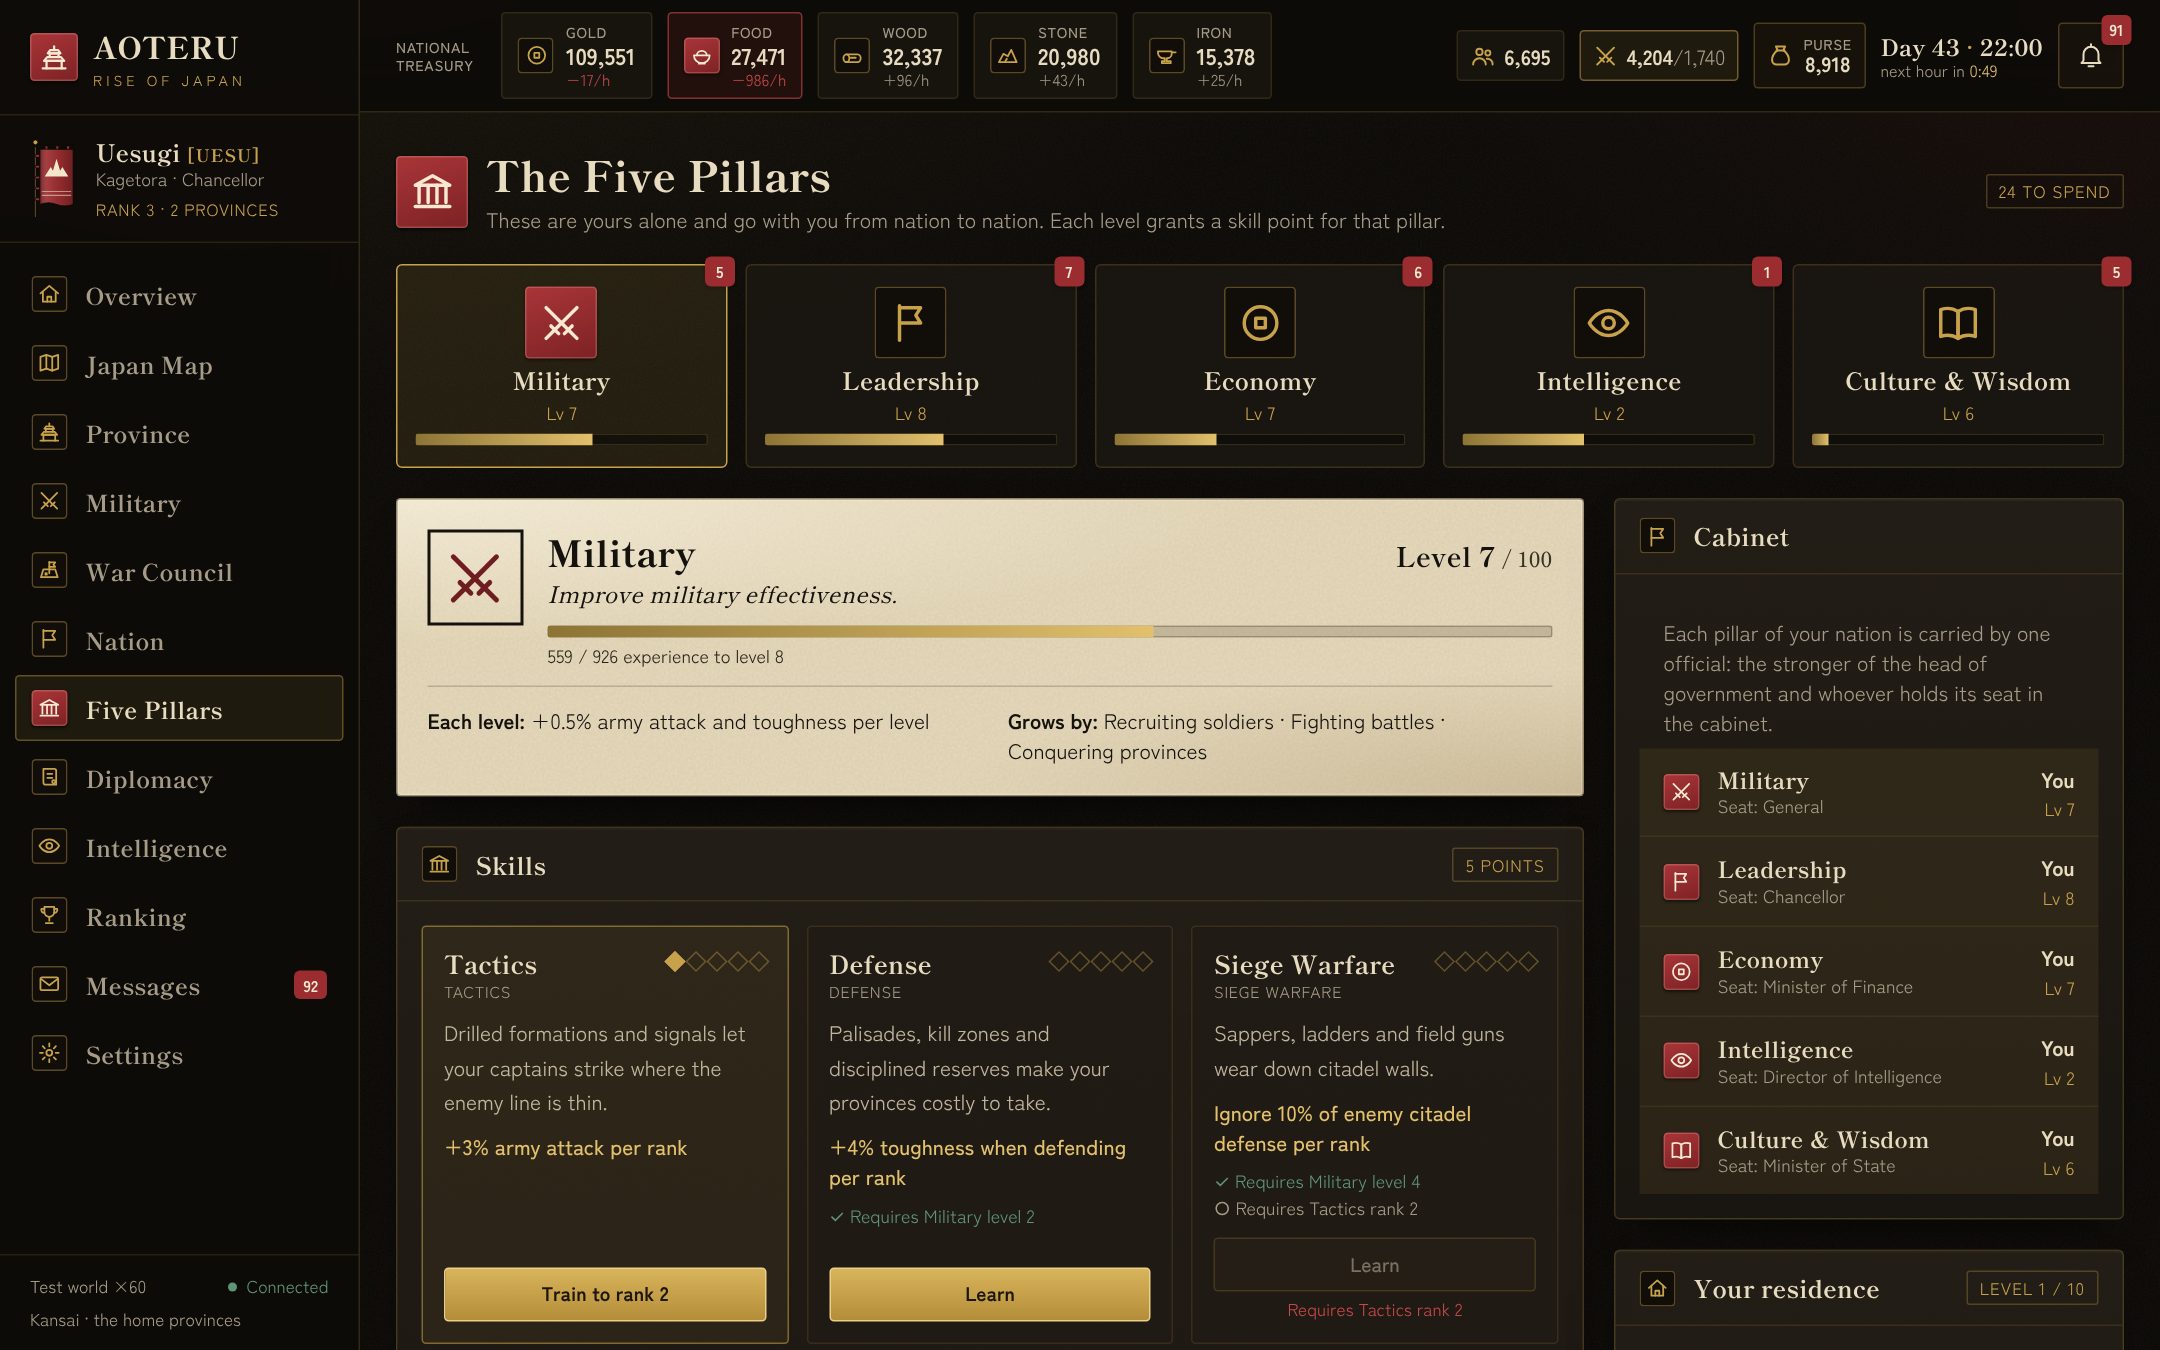 AOTERU
RISE OF JAPAN
Uesugi [UESU]
Kagetora · Chancellor
RANK 3 · 2 PROVINCES
Overview
Japan Map
Province
Military
War Council
Nation
Five Pillars
Diplomacy
Intelligence
Ranking
Messages 92
Settings
Test world ×60 Connected
Kansai · the home provinces
NATIONAL
TREASURY
GOLD
109,551
−17/h
FOOD
27,471
−986/h
WOOD
32,337
+96/h
STONE
20,980
+43/h
IRON
15,378
+25/h
6,695
4,204/1,740
PURSE
8,918
Day 43 · 22:00
next hour in 0:49
91
The Five Pillars
These are yours alone and go with you from nation to nation. Each level grants a skill point for that pillar.
24 TO SPEND
5
Military
Lv 7
7
Leadership
Lv 8
6
Economy
Lv 7
1
Intelligence
Lv 2
5
Culture & Wisdom
Lv 6
Military
Level 7 / 100
Improve military effectiveness.
559 / 926 experience to level 8
Each level: +0.5% army attack and toughness per level
Grows by: Recruiting soldiers · Fighting battles ·
Conquering provinces
Skills
5 POINTS
Tactics
TACTICS
Drilled formations and signals let
your captains strike where the
enemy line is thin.
+3% army attack per rank
Train to rank 2
Defense
DEFENSE
Palisades, kill zones and
disciplined reserves make your
provinces costly to take.
+4% toughness when defending
per rank
✓ Requires Military level 2
Learn
Siege Warfare
SIEGE WARFARE
Sappers, ladders and field guns
wear down citadel walls.
Ignore 10% of enemy citadel
defense per rank
✓ Requires Military level 4
○ Requires Tactics rank 2
Learn
Requires Tactics rank 2
Cabinet
Each pillar of your nation is carried by one
official: the stronger of the head of
government and whoever holds its seat in
the cabinet.
Military You
Seat: General Lv 7
Leadership You
Seat: Chancellor Lv 8
Economy You
Seat: Minister of Finance Lv 7
Intelligence You
Seat: Director of Intelligence Lv 2
Culture & Wisdom You
Seat: Minister of State Lv 6
Your residence
LEVEL 1 / 10